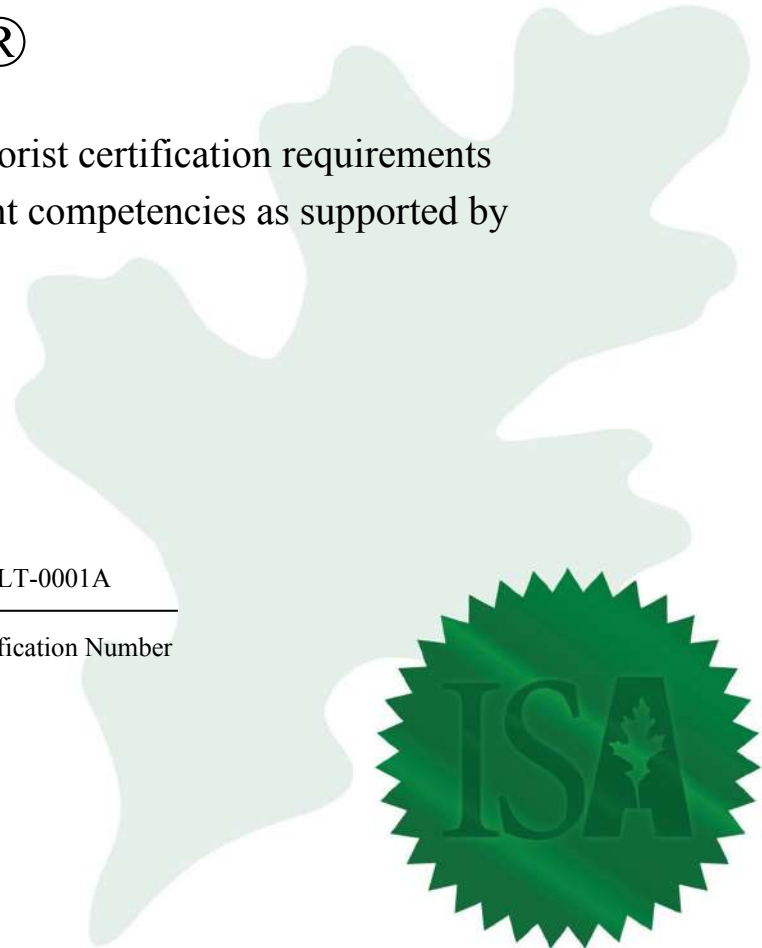 ®
orist certification requirements
nt competencies as supported by
LT-0001A
fication Number
ISA